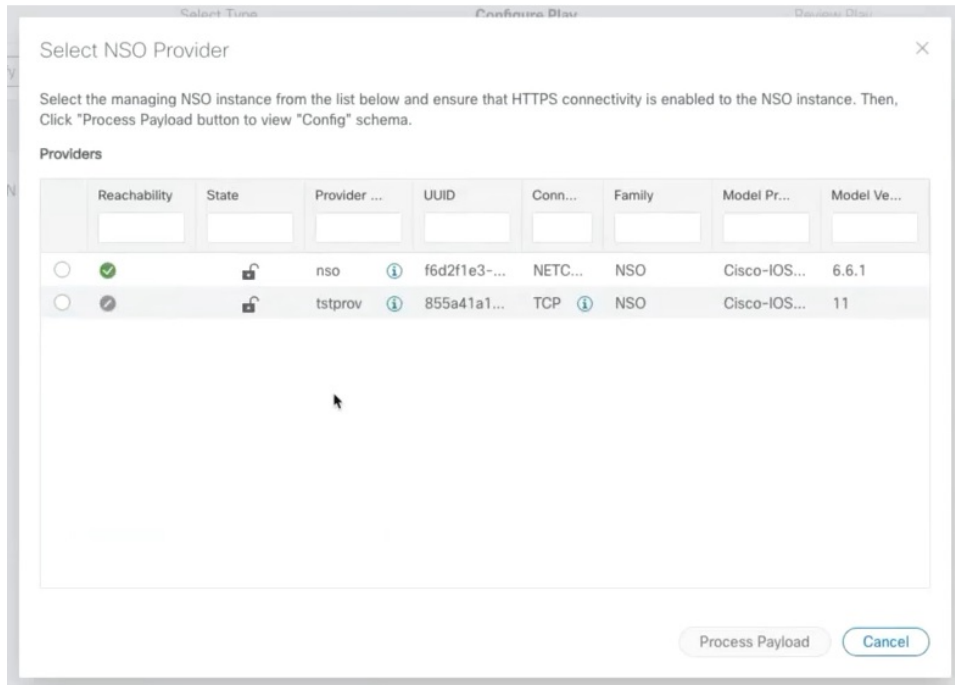 Select Type Configure Play Review Play
Select NSO Provider
Select the managing NSO instance from the list below and ensure that HTTPS connectivity is enabled to the NSO instance. Then,
Click "Process Payload button to view "Config" schema.
Providers
Reachability State Provider ... UUID Conn... Family Model Pr... Model Ve...
nso f6d2f1e3-... NETC... NSO Cisco-IOS... 6.6.1
tstprov 855a41a1... TCP NSO Cisco-IOS... 11
Process Payload Cancel